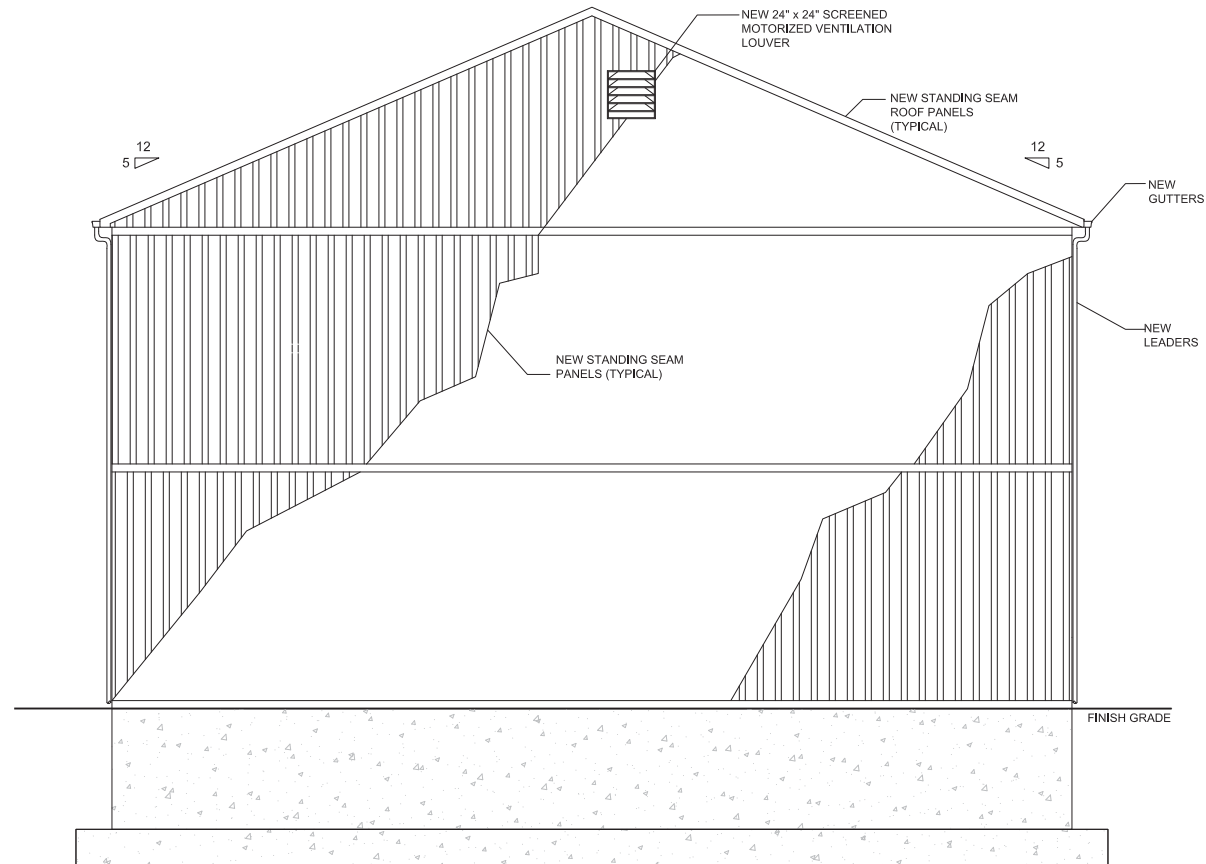 NEW 24" x 24" SCREENED
MOTORIZED VENTILATION
LOUVER
NEW STANDING SEAM
ROOF PANELS
(TYPICAL)
12
5
12
5
NEW
GUTTERS
NEW
LEADERS
NEW STANDING SEAM
PANELS (TYPICAL)
FINISH GRADE